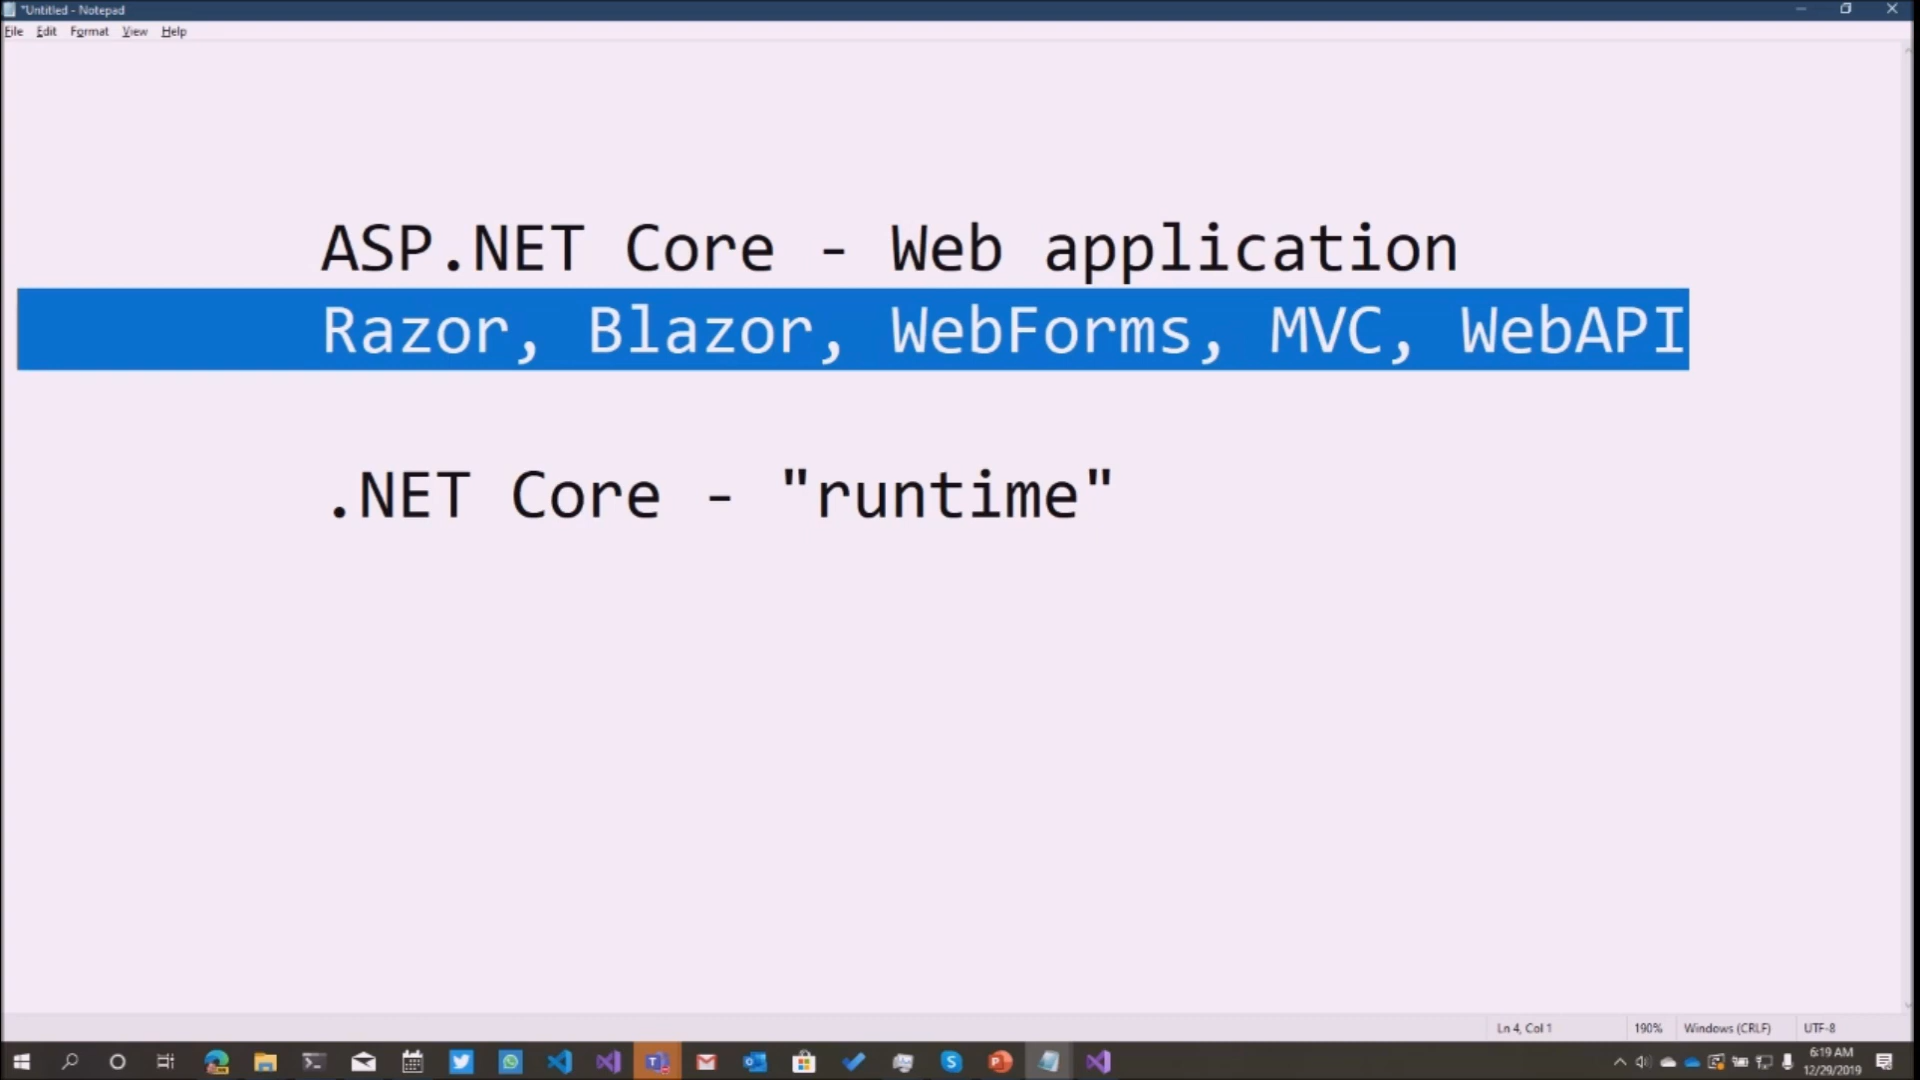 *Untitled - Notepad
File Edit Format View Help
ASP.NET Core - Web application
Razor, Blazor, WebForms, MVC, WebAPI
.NET Core - "runtime"
Ln 4, Col 1 190% Windows (CRLF) UTF-8
6:19 AM
12/29/2019